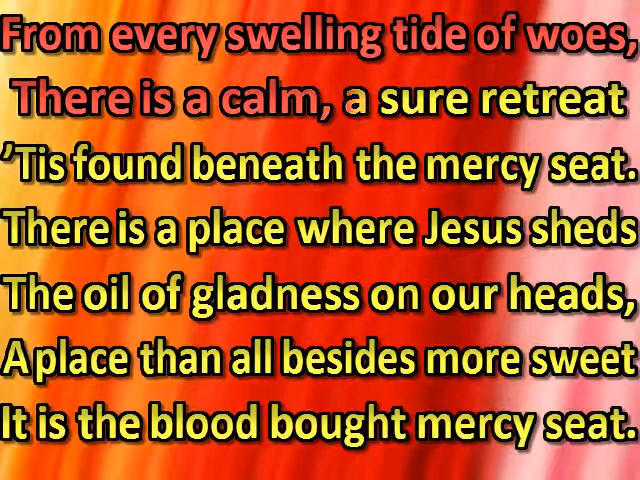 From every swelling tide of woes,
There is a calm, a sure retreat
’Tis found beneath the mercy seat.
There is a place where Jesus sheds
The oil of gladness on our heads,
A place than all besides more sweet
It is the blood bought mercy seat.